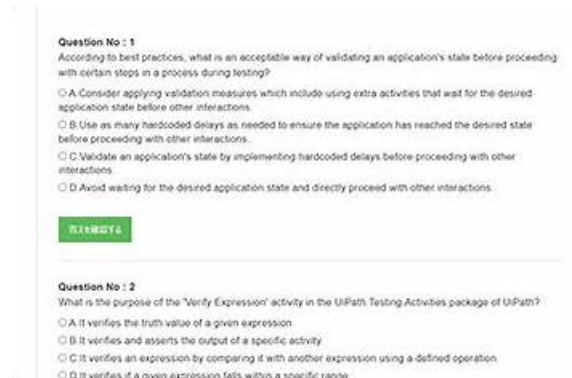 Question No : 1
According to best practices, what is an acceptable way of validating an application's state before proceeding
with certain steps in a process during testing?
A.Consider applying validation measures which include using extra activities that wait for the desired
application state before other interactions.
B.Use as many hardcoded delays as needed to ensure the application has reached the desired state
before proceeding with other interactions.
C.Validate an application's state by implementing hardcoded delays before proceeding with other
interactions.
D.Avoid waiting for the desired application state and directly proceed with other interactions.
答えを確認する
Question No : 2
What is the purpose of the "Verify Expression" activity in the UiPath.Testing.Activities package of UiPath?
A.It verifies the truth value of a given expression.
B.It verifies and asserts the output of a specific activity.
C.It verifies an expression by comparing it with another expression using a defined operation.
D.It verifies if a given expression falls within a specific range.